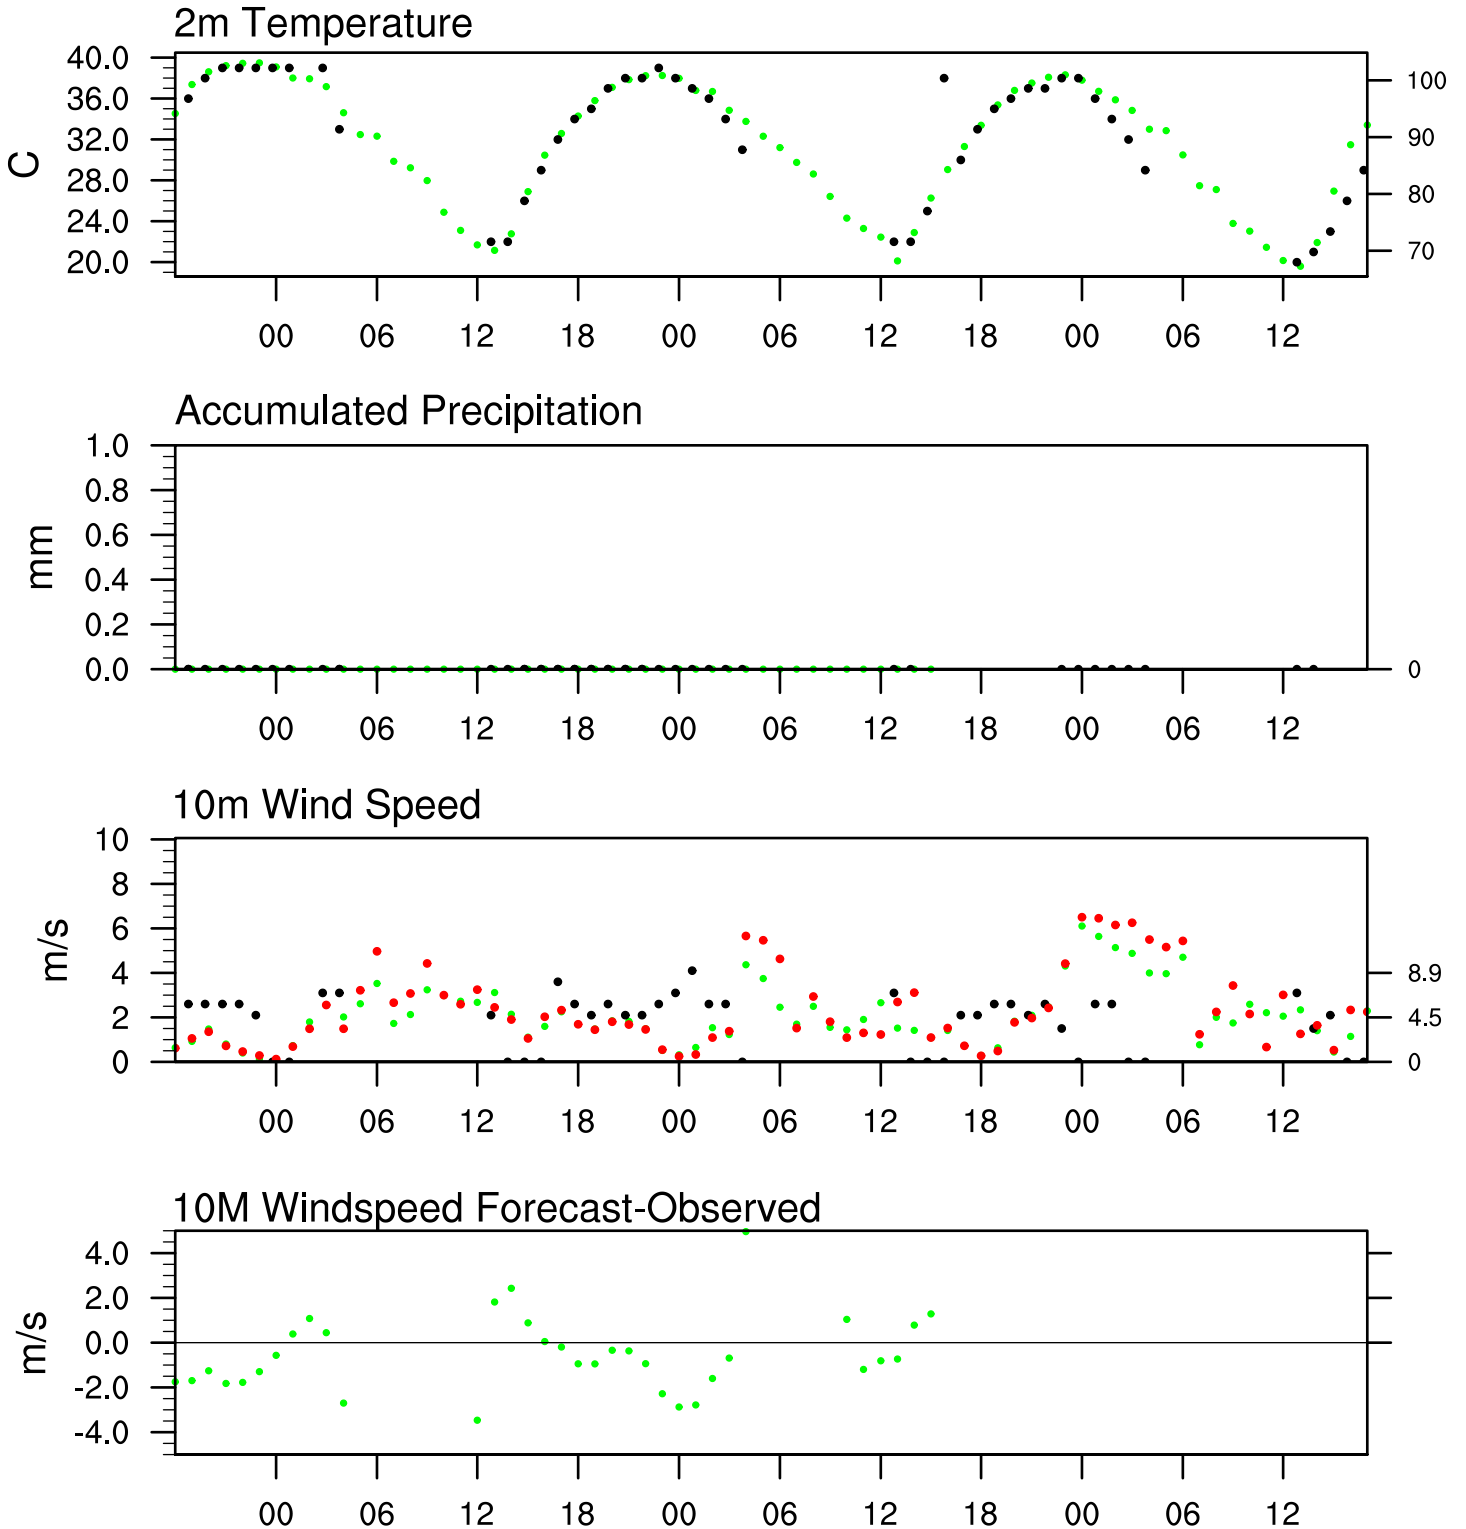 2m Temperature
40.0
36.0
32.0
28.0
24.0
20.0
C
100
90
80
70
00 06 12 18 00 06 12 18 00 06 12
Accumulated Precipitation
1.0
0.8
0.6
0.4
0.2
0.0
mm
0
00 06 12 18 00 06 12 18 00 06 12
10m Wind Speed
10
8
6
4
2
0
m/s
8.9
4.5
0
00 06 12 18 00 06 12 18 00 06 12
10M Windspeed Forecast-Observed
4.0
2.0
0.0
-2.0
-4.0
m/s
00 06 12 18 00 06 12 18 00 06 12